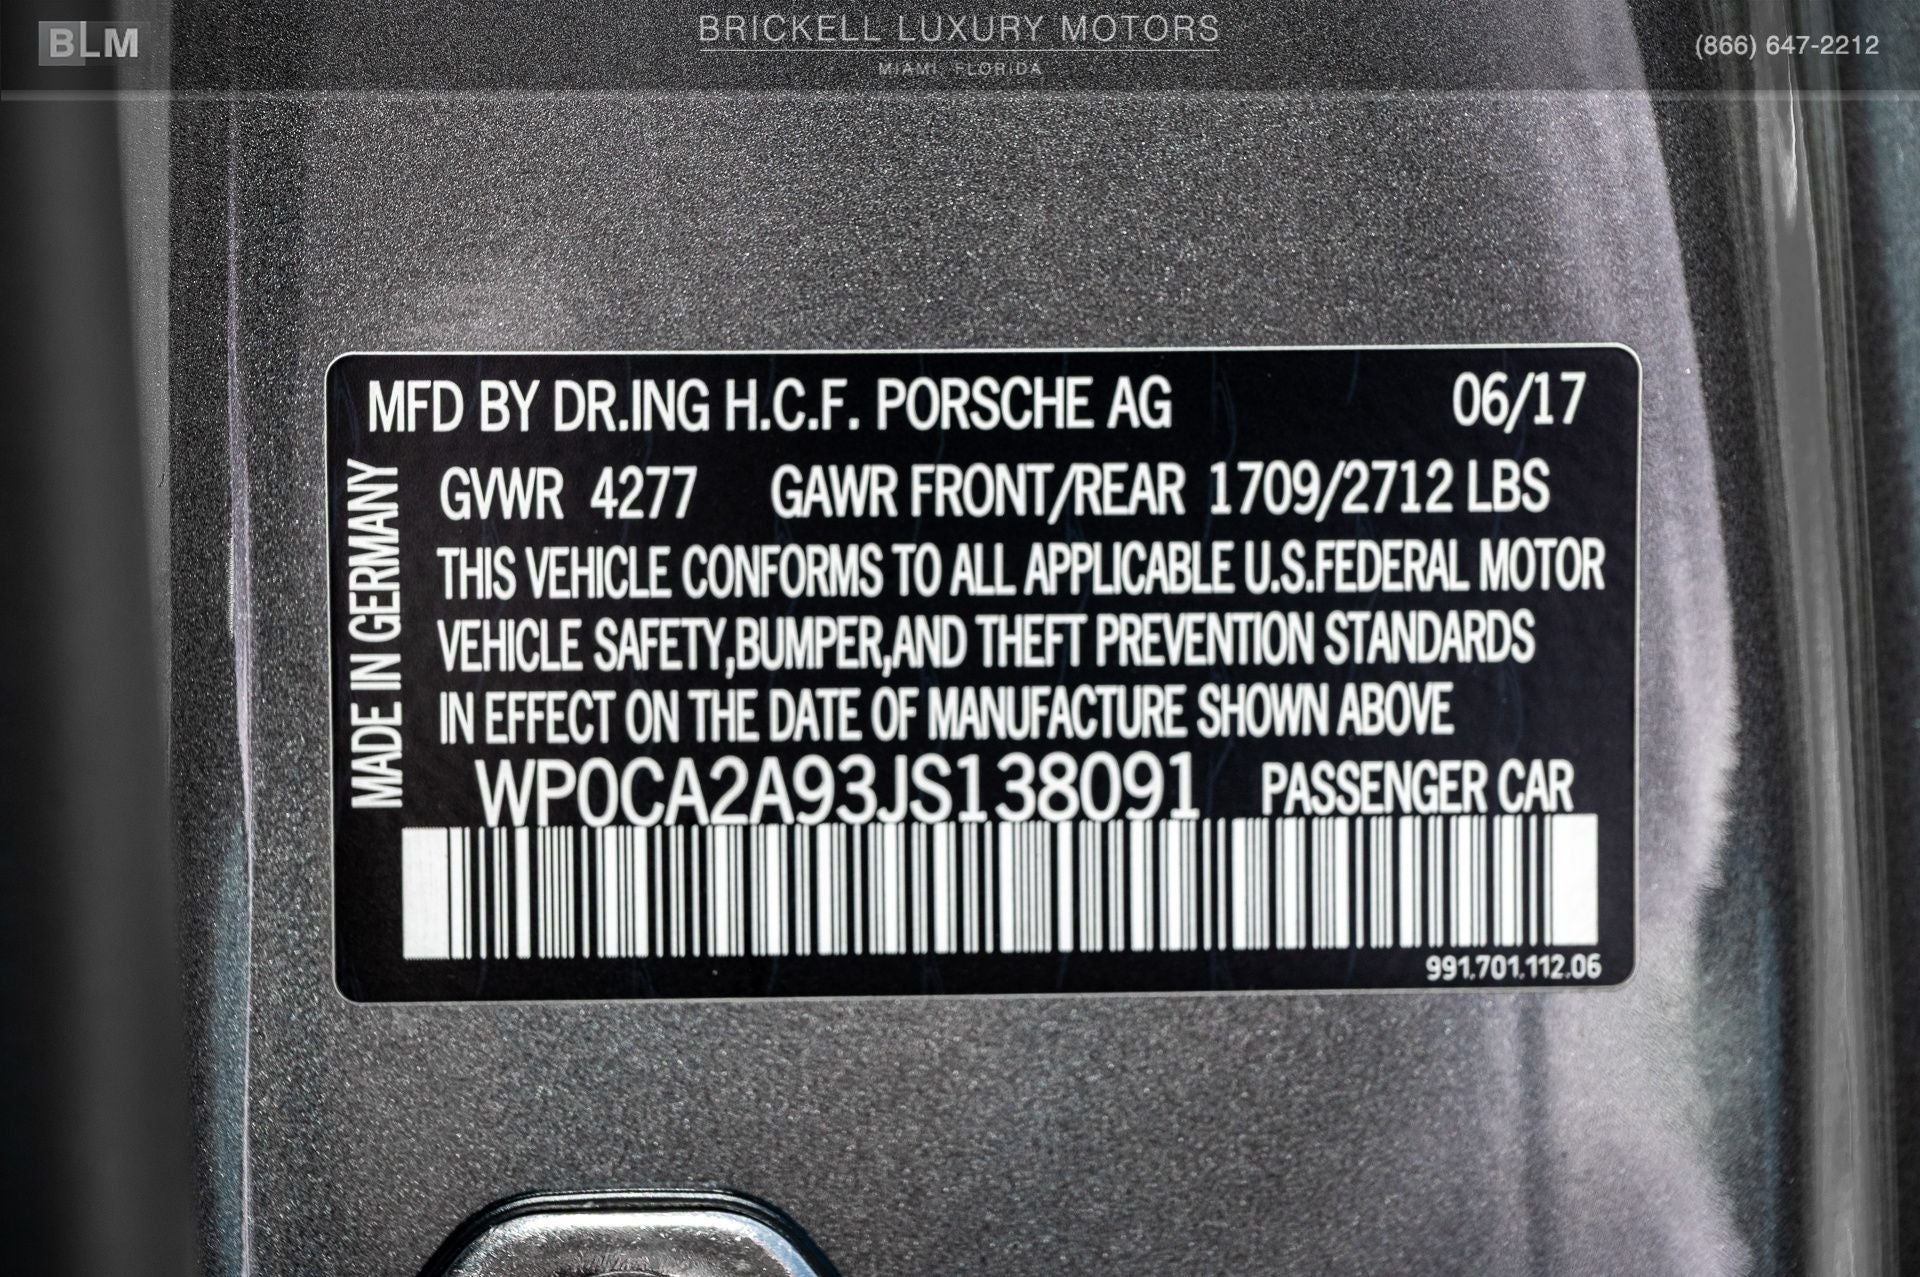 BLM
BRICKELL LUXURY MOTORS
MIAMI, FLORIDA
(866) 647-2212
MFD BY DR.ING H.C.F. PORSCHE AG 06/17
GVWR 4277 GAWR FRONT/REAR 1709/2712 LBS
THIS VEHICLE CONFORMS TO ALL APPLICABLE U.S.FEDERAL MOTOR
VEHICLE SAFETY,BUMPER,AND THEFT PREVENTION STANDARDS
IN EFFECT ON THE DATE OF MANUFACTURE SHOWN ABOVE
MADE IN GERMANY
WP0CA2A93JS138091 PASSENGER CAR
991.701.112.06